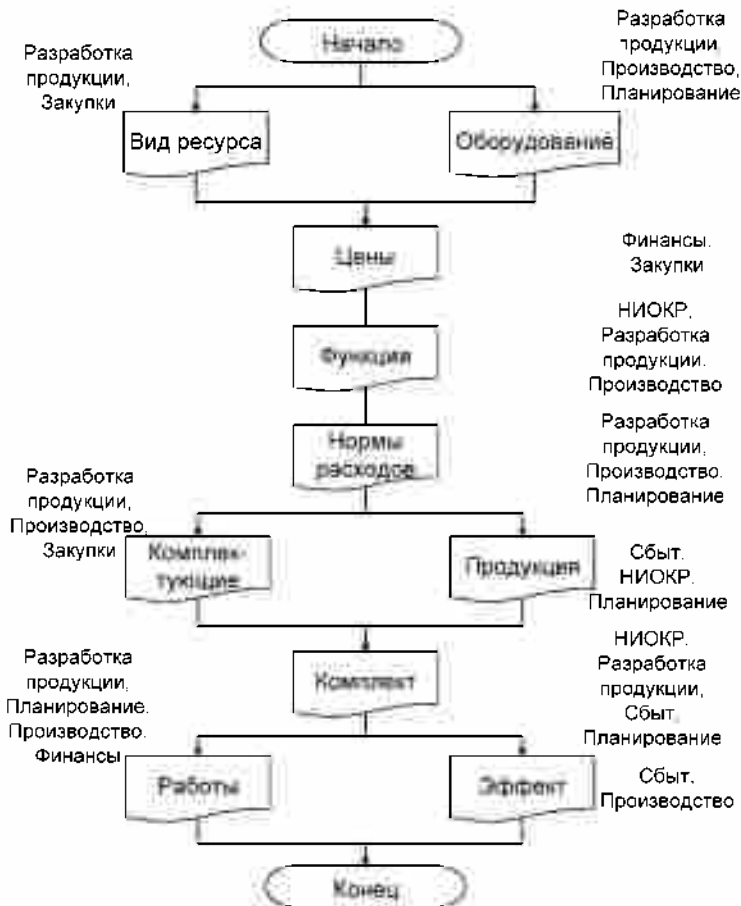 Начало
Разработка
продукции,
Закупки
Разработка
продукции
Производство,
Планирование
Вид ресурса
Оборудование
Цены
Финансы.
Закупки
Функции
НИОКР,
Разработка
продукции.
Производство
Нормы
расходов
Разработка
продукции,
Производство.
Планирование
Разработка
продукции,
Производство,
Закупки
Комплек-
тующие
Продукция
Сбыт.
НИОКР.
Планирование
Комплект
НИОКР.
Разработка
продукции,
Сбыт,
Планирование
Разработка
продукции,
Планирование.
Производство.
Финансы
Работы
Эффект
Сбыт.
Производство
Конец